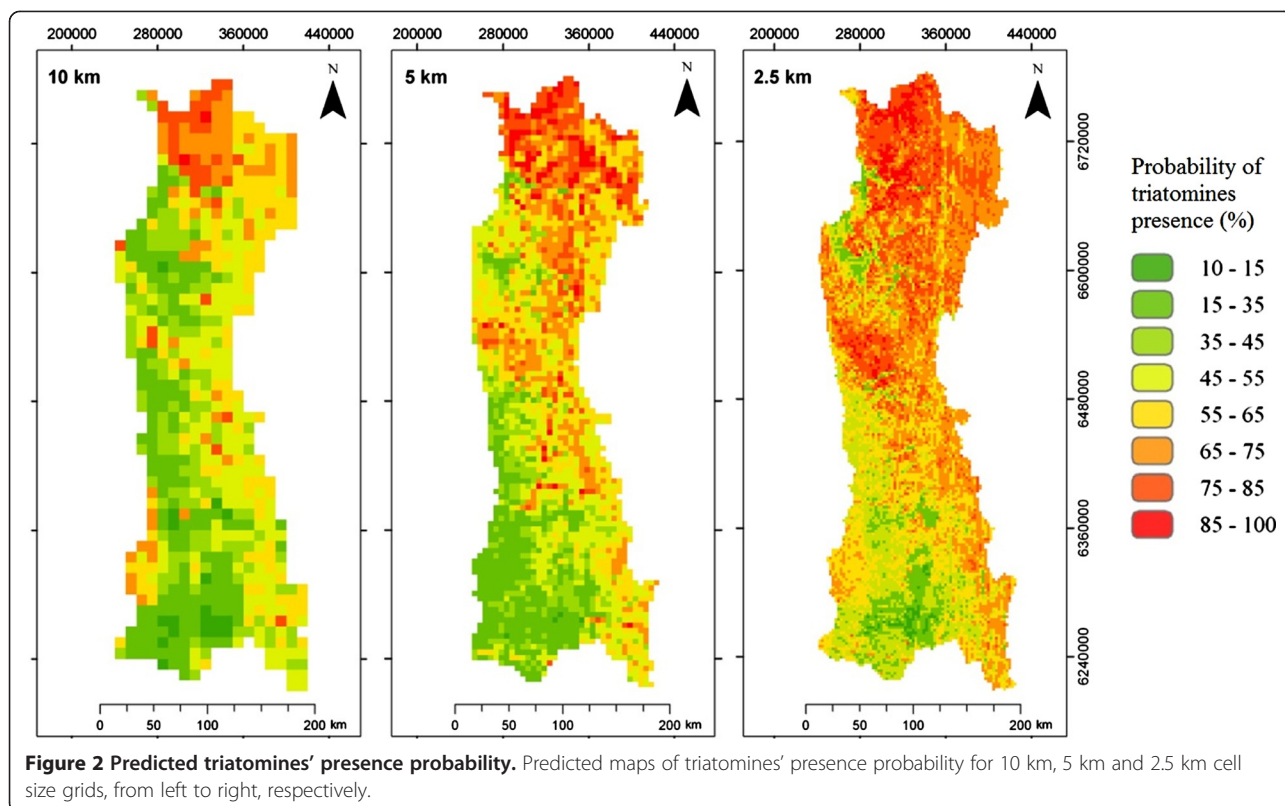 200000 280000 360000 440000
200000 280000 360000 440000
200000 280000 360000 440000
10 km
N
5 km
N
2.5 km
N
6720000
6600000
6480000
6360000
6240000
0 50 100 200 km
0 50 100 200 km
0 50 100 200 km
Probability of
triatomines
presence (%)
10 - 15
15 - 35
35 - 45
45 - 55
55 - 65
65 - 75
75 - 85
85 - 100
Figure 2 Predicted triatomines’ presence probability. Predicted maps of triatomines’ presence probability for 10 km, 5 km and 2.5 km cell
size grids, from left to right, respectively.